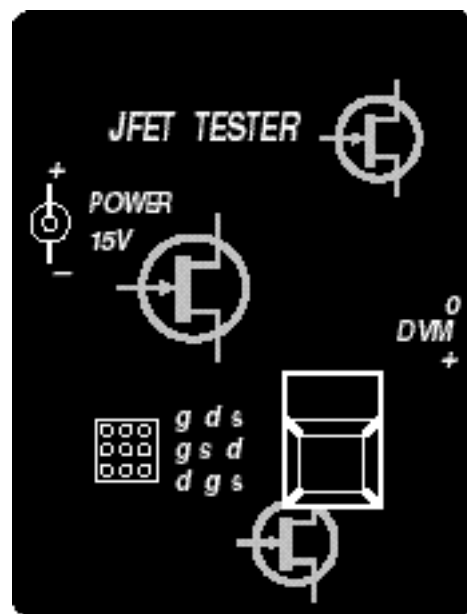 JFET TESTER
+
POWER
15V
–
0
DVM
+
g d s
g s d
d g s